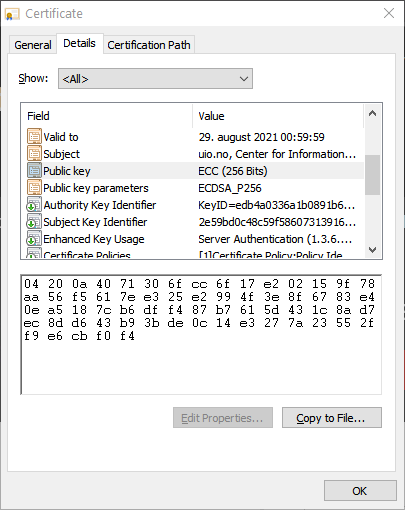 Certificate
General Details Certification Path
Show: <All>
Field Value
Valid to 29. august 2021 00:59:59
Subject uio.no, Center for Information...
Public key ECC (256 Bits)
Public key parameters ECDSA_P256
Authority Key Identifier KeyID=edb4a0336a1b0891b6...
Subject Key Identifier 2e59bd0c48c59f58607313916...
Enhanced Key Usage Server Authentication (1.3.6....
Certificate Policies [1]Certificate Policy:Policy Ide...
04 20 0a 40 71 30 6f cc 6f 17 e2 02 15 9f 78
aa 56 f5 61 7e e3 25 e2 99 4f 3e 8f 67 83 e4
0e a5 18 7c b6 df f4 87 b7 61 5d 43 1c 8a d7
ec 8d d6 43 b9 3b de 0c 14 e3 27 7a 23 55 2f
f9 e6 cb f0 f4
Edit Properties... Copy to File...
OK